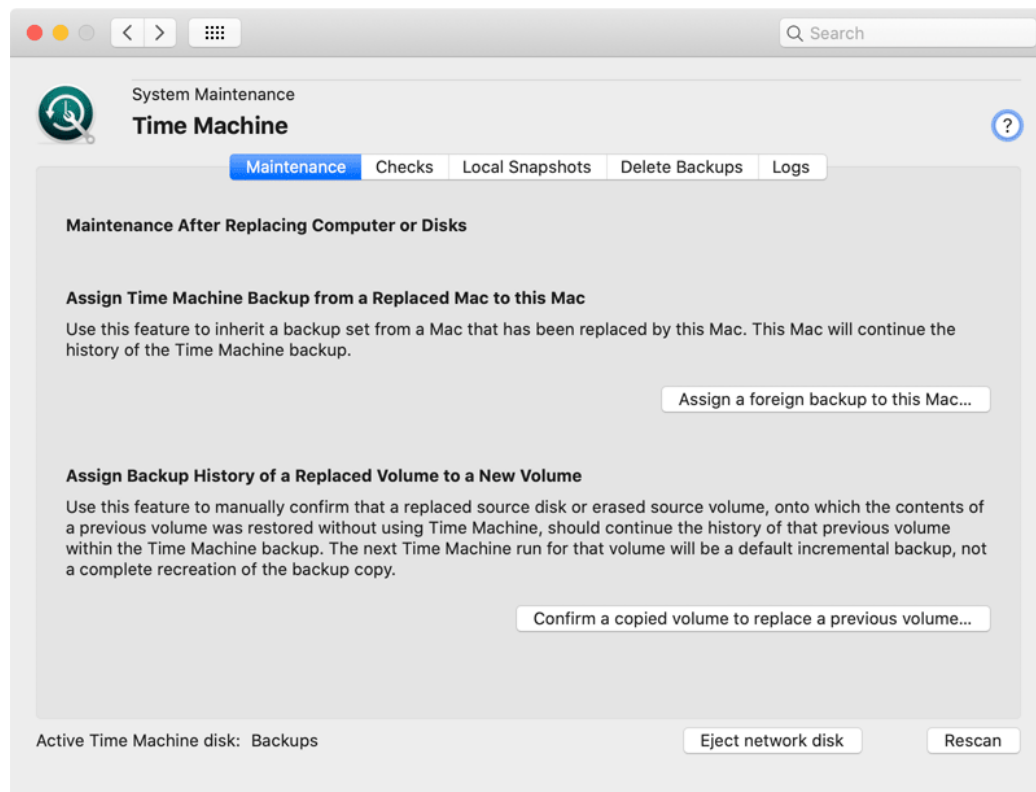 Search
System Maintenance
Time Machine
?
Maintenance Checks Local Snapshots Delete Backups Logs
Maintenance After Replacing Computer or Disks
Assign Time Machine Backup from a Replaced Mac to this Mac
Use this feature to inherit a backup set from a Mac that has been replaced by this Mac. This Mac will continue the
history of the Time Machine backup.
Assign a foreign backup to this Mac...
Assign Backup History of a Replaced Volume to a New Volume
Use this feature to manually confirm that a replaced source disk or erased source volume, onto which the contents of
a previous volume was restored without using Time Machine, should continue the history of that previous volume
within the Time Machine backup. The next Time Machine run for that volume will be a default incremental backup, not
a complete recreation of the backup copy.
Confirm a copied volume to replace a previous volume...
Active Time Machine disk: Backups Eject network disk Rescan